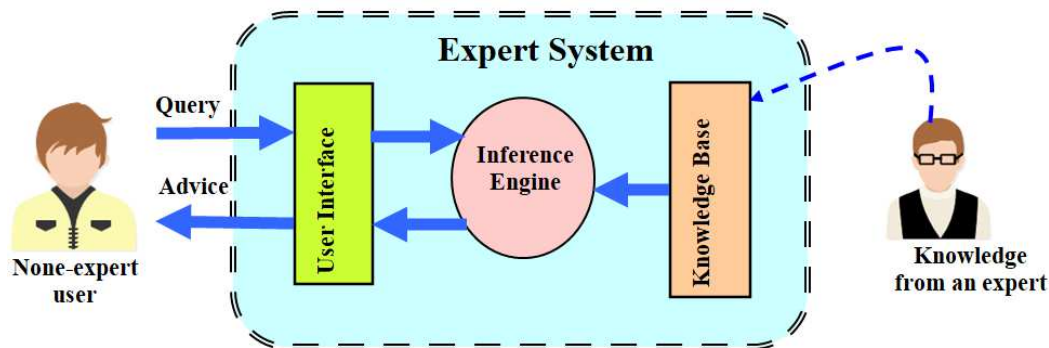 Expert System
Query
Advice
None-expert
user
User Interface
Inference
Engine
Knowledge Base
Knowledge
from an expert